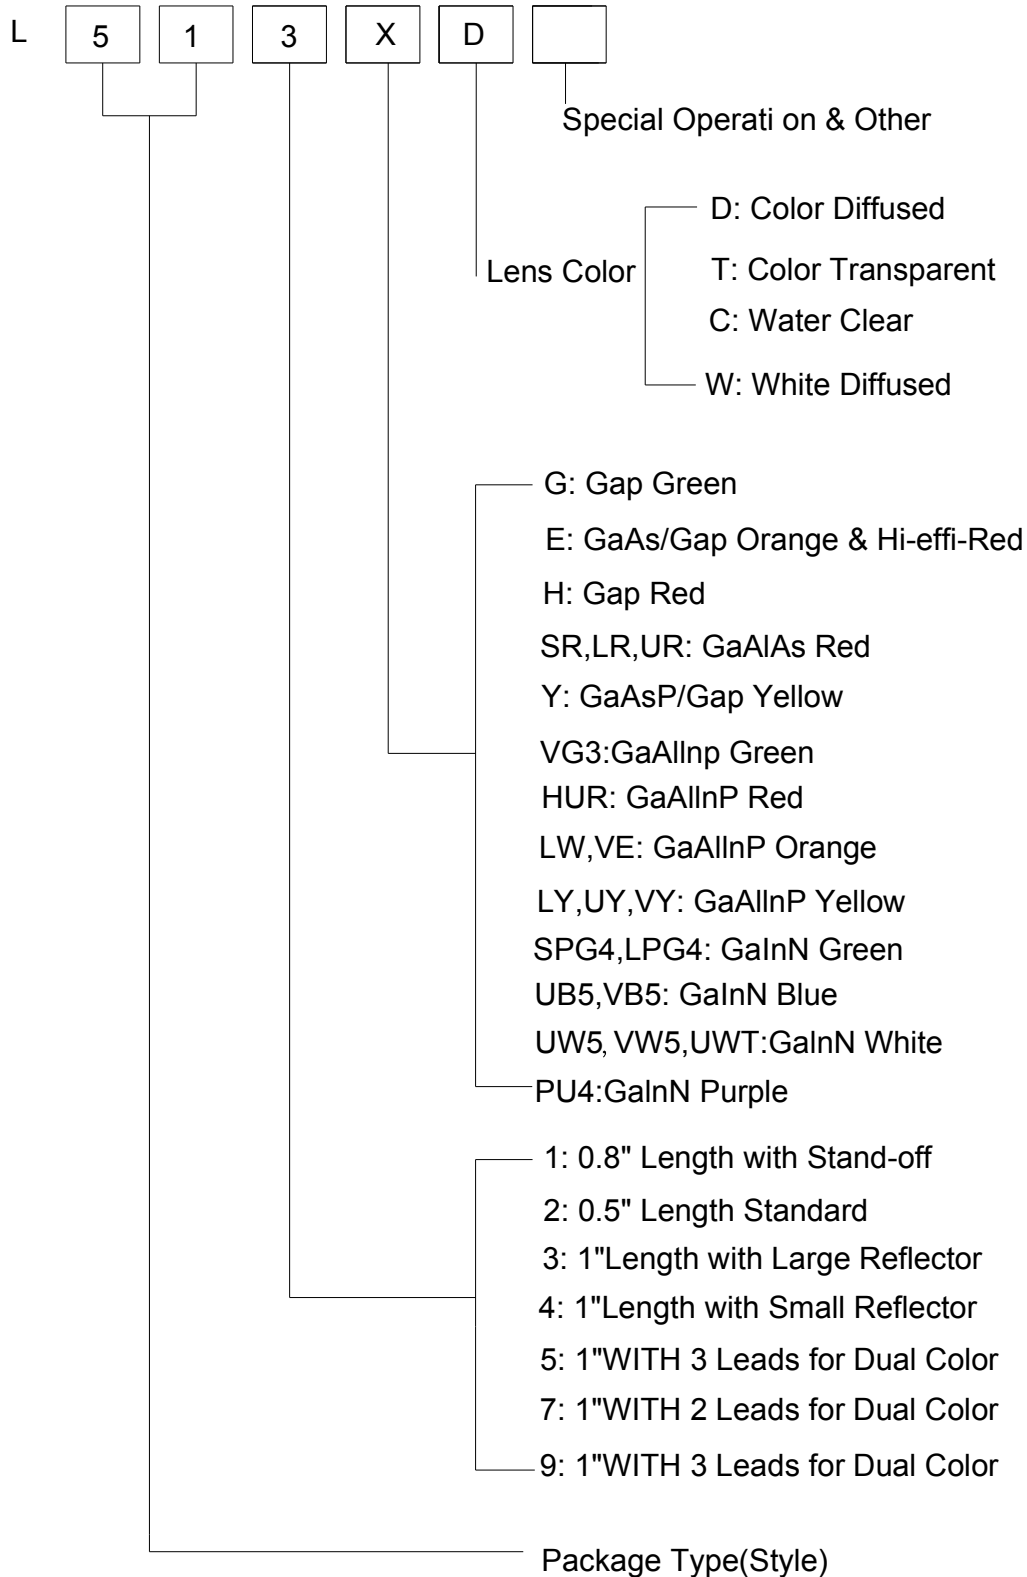 L 5 1 3 X D
Special Operati on & Other
D: Color Diffused
Lens Color
T: Color Transparent
C: Water Clear
W: White Diffused
G: Gap Green
E: GaAs/Gap Orange & Hi-effi-Red
H: Gap Red
SR,LR,UR: GaAlAs Red
Y: GaAsP/Gap Yellow
VG3:GaAllnp Green
HUR: GaAllnP Red
LW,VE: GaAllnP Orange
LY,UY,VY: GaAllnP Yellow
SPG4,LPG4: GaInN Green
UB5,VB5: GaInN Blue
UW5, VW5,UWT:GaInN White
PU4:GaInN Purple
1: 0.8" Length with Stand-off
2: 0.5" Length Standard
3: 1"Length with Large Reflector
4: 1"Length with Small Reflector
5: 1"WITH 3 Leads for Dual Color
7: 1"WITH 2 Leads for Dual Color
9: 1"WITH 3 Leads for Dual Color
Package Type(Style)